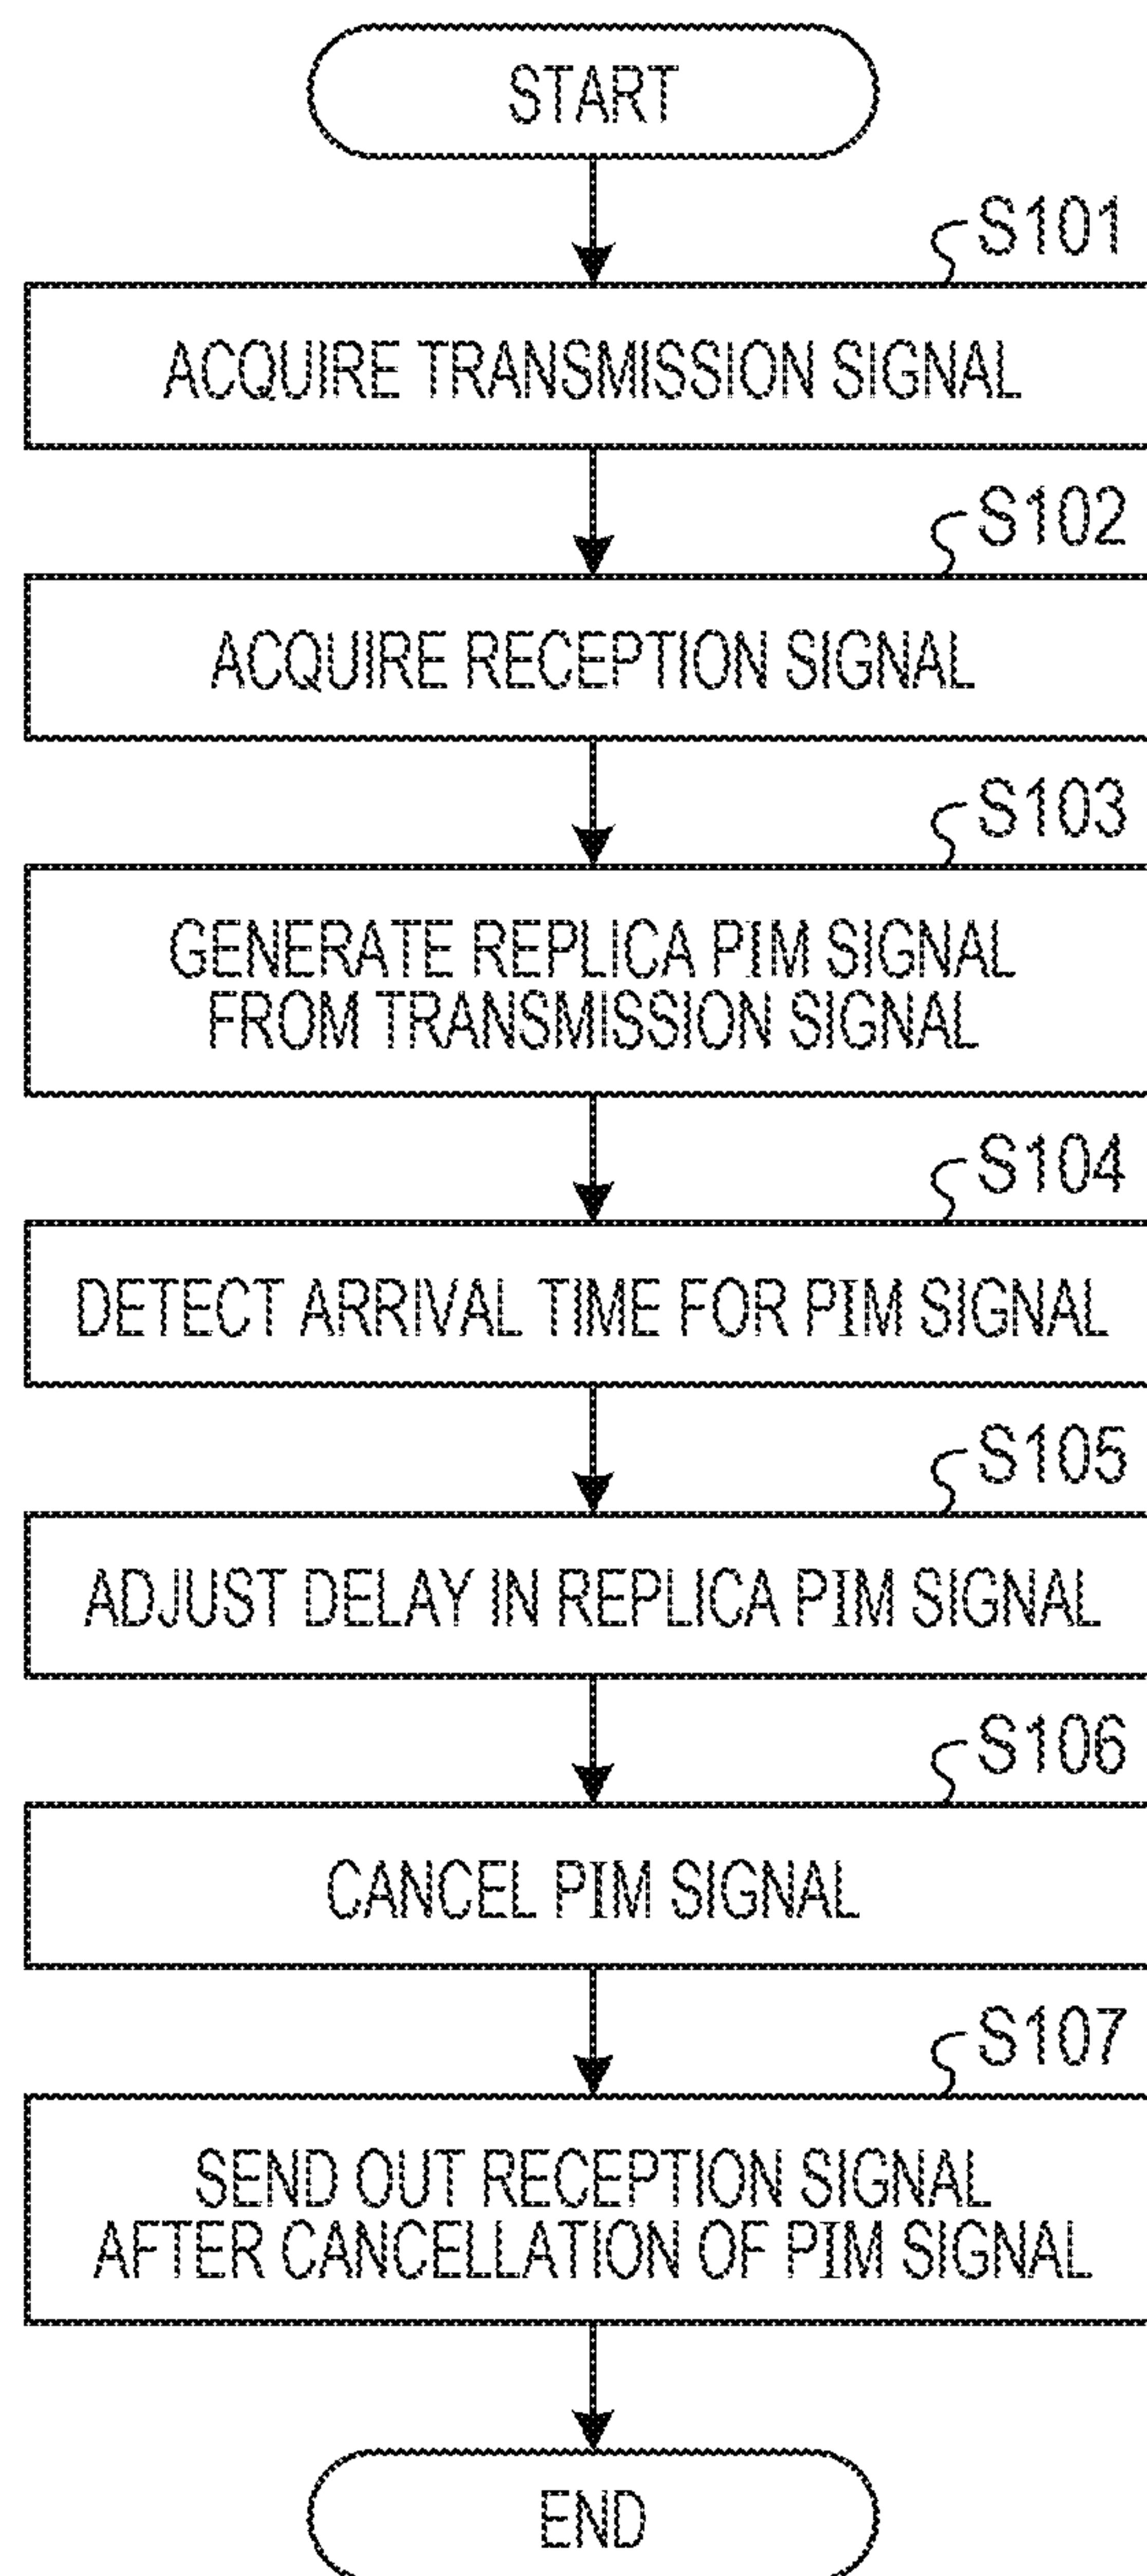 START
S101
ACQUIRE TRANSMISSION SIGNAL
S102
ACQUIRE RECEPTION SIGNAL
S103
GENERATE REPLICA PIM SIGNAL
FROM TRANSMISSION SIGNAL
S104
DETECT ARRIVAL TIME FOR PIM SIGNAL
S105
ADJUST DELAY IN REPLICA PIM SIGNAL
S106
CANCEL PIM SIGNAL
S107
SEND OUT RECEPTION SIGNAL
AFTER CANCELLATION OF PIM SIGNAL
END